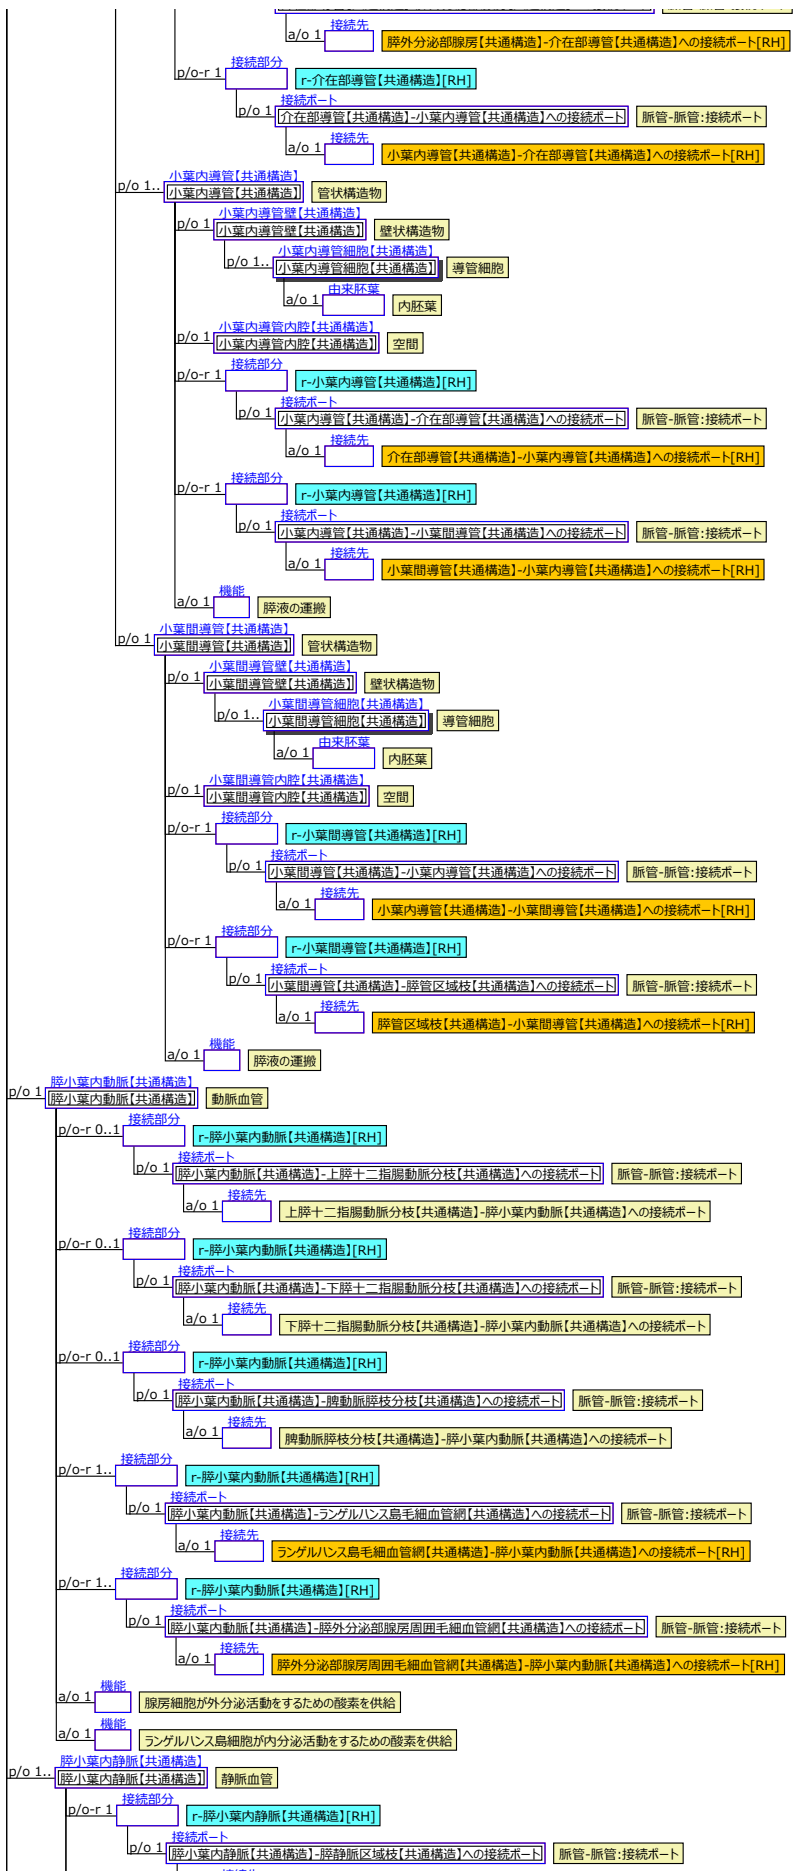 a/o 1 接続先 膵外分泌部腺房【共通構造】-介在部導管【共通構造】への接続ポート[RH]
p/o-r 1 接続部分 r-介在部導管【共通構造】[RH]
接続ポート
p/o 1 介在部導管【共通構造】-小葉内導管【共通構造】への接続ポート 脈管-脈管:接続ポート
接続先
a/o 1 小葉内導管【共通構造】-介在部導管【共通構造】への接続ポート[RH]
小葉内導管【共通構造】
p/o 1.. 小葉内導管【共通構造】 管状構造物
小葉内導管壁【共通構造】
p/o 1 小葉内導管壁【共通構造】 壁状構造物
小葉内導管細胞【共通構造】
p/o 1.. 小葉内導管細胞【共通構造】 導管細胞
由来胚葉
a/o 1 内胚葉
小葉内導管内腔【共通構造】
p/o 1 小葉内導管内腔【共通構造】 空間
接続部分
p/o-r 1 r-小葉内導管【共通構造】[RH]
接続ポート
p/o 1 小葉内導管【共通構造】-介在部導管【共通構造】への接続ポート 脈管-脈管:接続ポート
接続先
a/o 1 介在部導管【共通構造】-小葉内導管【共通構造】への接続ポート[RH]
接続部分
p/o-r 1 r-小葉内導管【共通構造】[RH]
接続ポート
p/o 1 小葉内導管【共通構造】-小葉間導管【共通構造】への接続ポート 脈管-脈管:接続ポート
接続先
a/o 1 小葉間導管【共通構造】-小葉内導管【共通構造】への接続ポート[RH]
機能
a/o 1 膵液の運搬
小葉間導管【共通構造】
p/o 1 小葉間導管【共通構造】 管状構造物
小葉間導管壁【共通構造】
p/o 1 小葉間導管壁【共通構造】 壁状構造物
小葉間導管細胞【共通構造】
p/o 1.. 小葉間導管細胞【共通構造】 導管細胞
由来胚葉
a/o 1 内胚葉
小葉間導管内腔【共通構造】
p/o 1 小葉間導管内腔【共通構造】 空間
接続部分
p/o-r 1 r-小葉間導管【共通構造】[RH]
接続ポート
p/o 1 小葉間導管【共通構造】-小葉内導管【共通構造】への接続ポート 脈管-脈管:接続ポート
接続先
a/o 1 小葉内導管【共通構造】-小葉間導管【共通構造】への接続ポート[RH]
接続部分
p/o-r 1 r-小葉間導管【共通構造】[RH]
接続ポート
p/o 1 小葉間導管【共通構造】-膵管区域枝【共通構造】への接続ポート 脈管-脈管:接続ポート
接続先
a/o 1 膵管区域枝【共通構造】-小葉間導管【共通構造】への接続ポート[RH]
機能
a/o 1 膵液の運搬
膵小葉内動脈【共通構造】
p/o 1 膵小葉内動脈【共通構造】 動脈血管
接続部分
p/o-r 0..1 r-膵小葉内動脈【共通構造】[RH]
接続ポート
p/o 1 膵小葉内動脈【共通構造】-上膵十二指腸動脈分枝【共通構造】への接続ポート 脈管-脈管:接続ポート
接続先
a/o 1 上膵十二指腸動脈分枝【共通構造】-膵小葉内動脈【共通構造】への接続ポート
接続部分
p/o-r 0..1 r-膵小葉内動脈【共通構造】[RH]
接続ポート
p/o 1 膵小葉内動脈【共通構造】-下膵十二指腸動脈分枝【共通構造】への接続ポート 脈管-脈管:接続ポート
接続先
a/o 1 下膵十二指腸動脈分枝【共通構造】-膵小葉内動脈【共通構造】への接続ポート
接続部分
p/o-r 0..1 r-膵小葉内動脈【共通構造】[RH]
接続ポート
p/o 1 膵小葉内動脈【共通構造】-脾動脈膵枝分枝【共通構造】への接続ポート 脈管-脈管:接続ポート
接続先
a/o 1 脾動脈膵枝分枝【共通構造】-膵小葉内動脈【共通構造】への接続ポート
接続部分
p/o-r 1.. r-膵小葉内動脈【共通構造】[RH]
接続ポート
p/o 1 膵小葉内動脈【共通構造】-ランゲルハンス島毛細血管網【共通構造】への接続ポート 脈管-脈管:接続ポート
接続先
a/o 1 ランゲルハンス島毛細血管網【共通構造】-膵小葉内動脈【共通構造】への接続ポート[RH]
接続部分
p/o-r 1.. r-膵小葉内動脈【共通構造】[RH]
接続ポート
p/o 1 膵小葉内動脈【共通構造】-膵外分泌部腺房周囲毛細血管網【共通構造】への接続ポート 脈管-脈管:接続ポート
接続先
a/o 1 膵外分泌部腺房周囲毛細血管網【共通構造】-膵小葉内動脈【共通構造】への接続ポート[RH]
機能
a/o 1 腺房細胞が外分泌活動をするための酸素を供給
機能
a/o 1 ランゲルハンス島細胞が内分泌活動をするための酸素を供給
膵小葉内静脈【共通構造】
p/o 1.. 膵小葉内静脈【共通構造】 静脈血管
接続部分
p/o-r 1 r-膵小葉内静脈【共通構造】[RH]
接続ポート
p/o 1 膵小葉内静脈【共通構造】-膵静脈区域枝【共通構造】への接続ポート 脈管-脈管:接続ポート